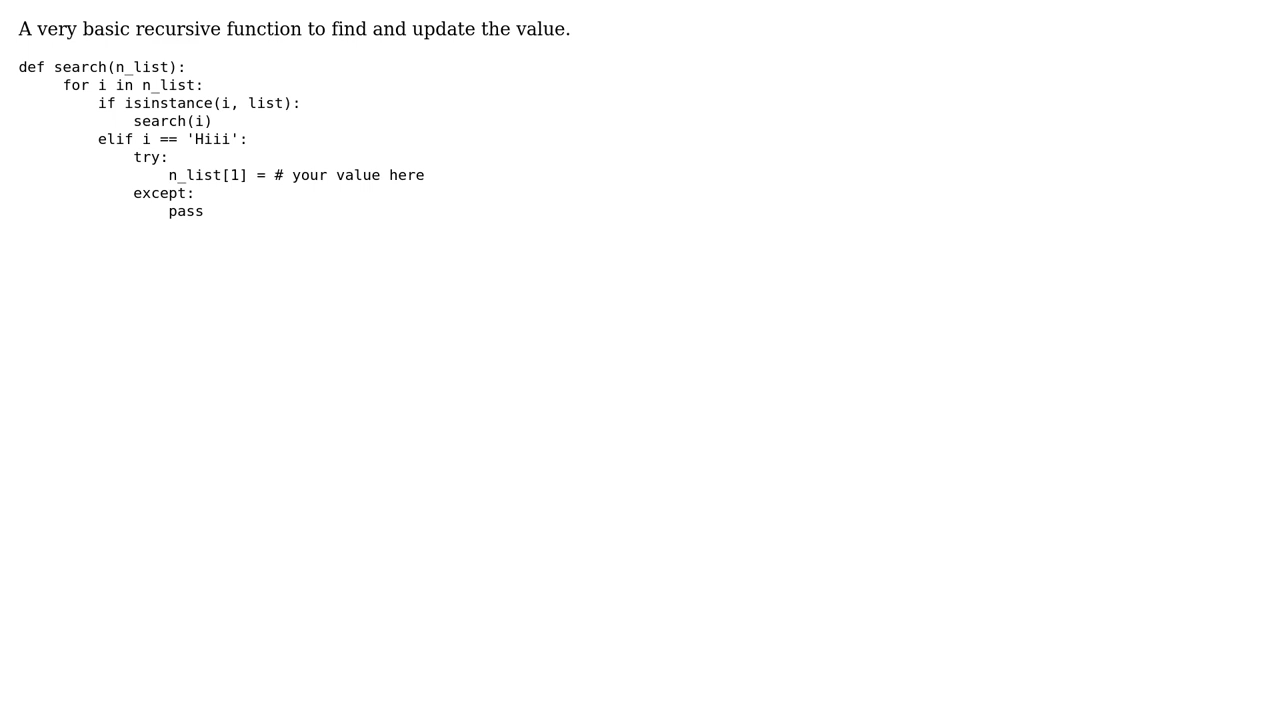 A very basic recursive function to find and update the value.
def search(n_list):
     for i in n_list:
         if isinstance(i, list):
             search(i)
         elif i == 'Hiii':
             try:
                 n_list[1] = # your value here
             except:
                 pass